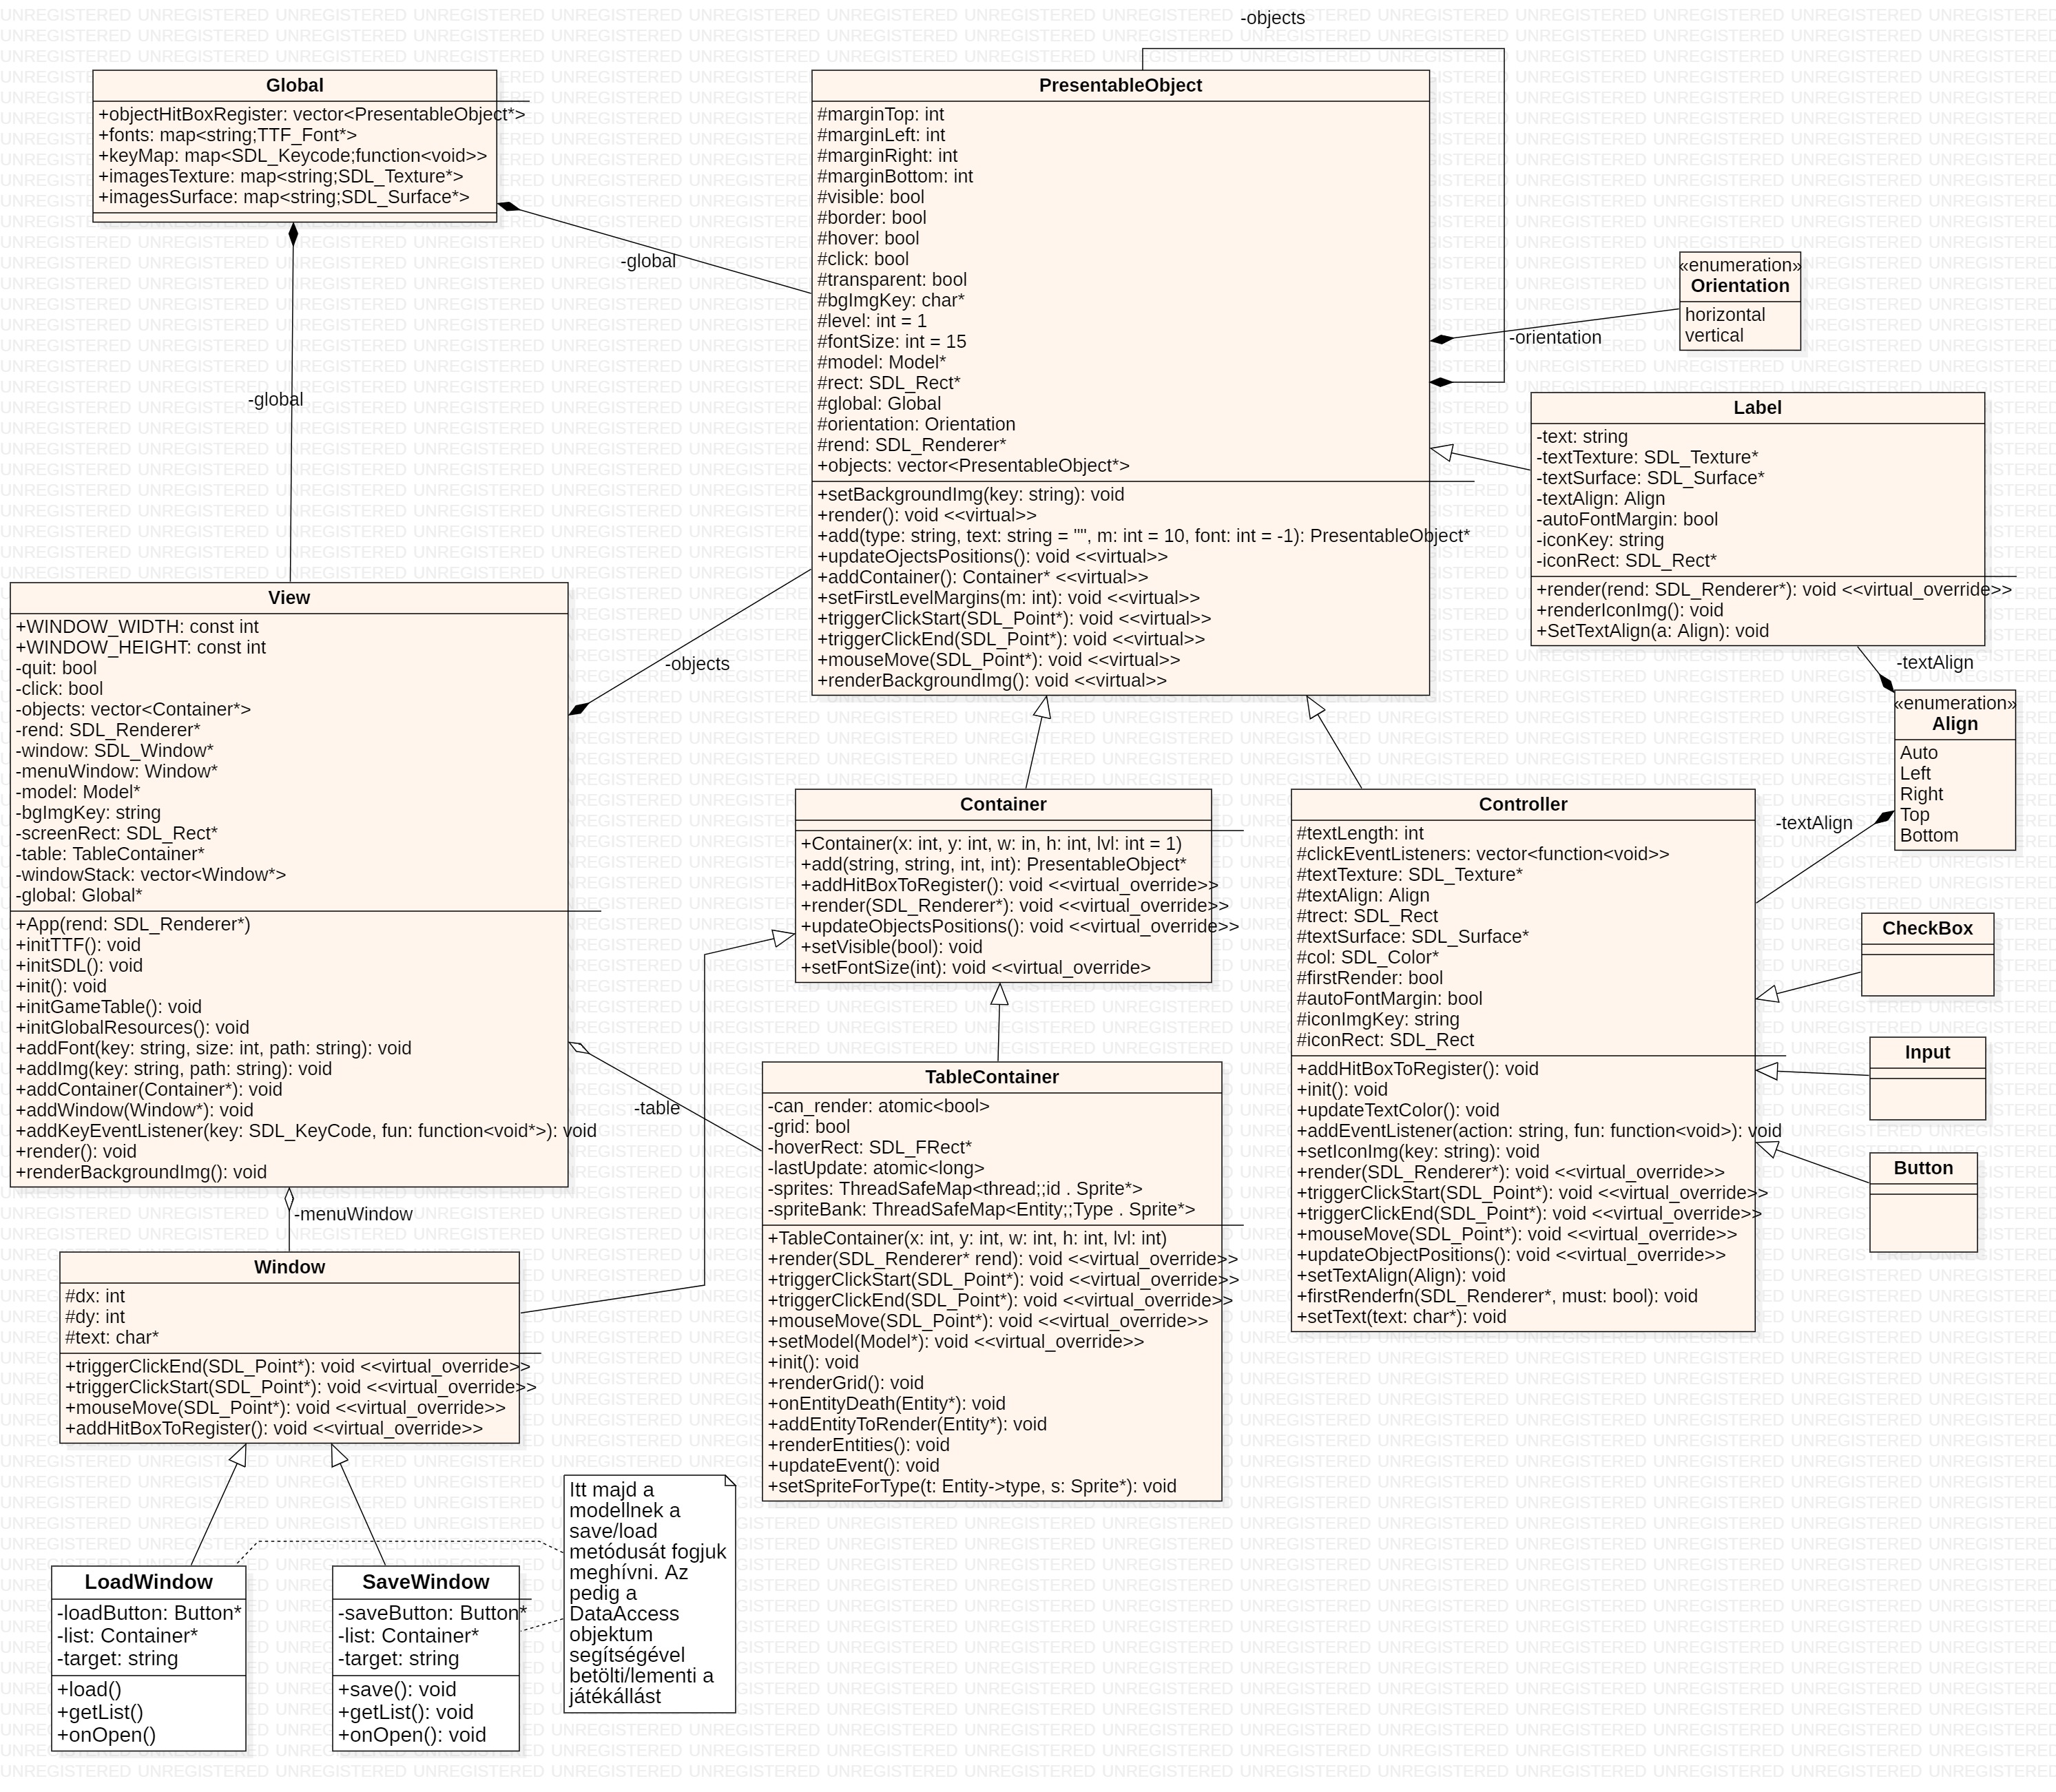 -objects
Global
+objectHitBoxRegister: vector<PresentableObject*>
+fonts: map<string;TTF_Font*>
+keyMap: map<SDL_Keycode;function<void>>
+imagesTexture: map<string;SDL_Texture*>
+imagesSurface: map<string;SDL_Surface*>
-global
-global
PresentableObject
#marginTop: int
#marginLeft: int
#marginRight: int
#marginBottom: int
#visible: bool
#border: bool
#hover: bool
#click: bool
#transparent: bool
#bgImgKey: char*
#level: int = 1
#fontSize: int = 15
#model: Model*
#rect: SDL_Rect*
#global: Global
#orientation: Orientation
#rend: SDL_Renderer*
+objects: vector<PresentableObject*>
+setBackgroundImg(key: string): void
+render(): void <<virtual>>
+add(type: string, text: string = "", m: int = 10, font: int = -1): PresentableObject*
+updateOjectsPositions(): void <<virtual>>
+addContainer(): Container* <<virtual>>
+setFirstLevelMargins(m: int): void <<virtual>>
+triggerClickStart(SDL_Point*): void <<virtual>>
+triggerClickEnd(SDL_Point*): void <<virtual>>
+mouseMove(SDL_Point*): void <<virtual>>
+renderBackgroundImg(): void <<virtual>>
«enumeration»
Orientation
horizontal
vertical
-orientation
Label
-text: string
-textTexture: SDL_Texture*
-textSurface: SDL_Surface*
-textAlign: Align
-autoFontMargin: bool
-iconKey: string
-iconRect: SDL_Rect*
+render(rend: SDL_Renderer*): void <<virtual_override>>
+renderIconImg(): void
+SetTextAlign(a: Align): void
-textAlign
«enumeration»
Align
Auto
Left
Right
Top
Bottom
-textAlign
View
+WINDOW_WIDTH: const int
+WINDOW_HEIGHT: const int
-quit: bool
-click: bool
-objects: vector<Container*>
-rend: SDL_Renderer*
-window: SDL_Window*
-menuWindow: Window*
-model: Model*
-bgImgKey: string
-screenRect: SDL_Rect*
-table: TableContainer*
-windowStack: vector<Window*>
-global: Global*
+App(rend: SDL_Renderer*)
+initTTF(): void
+initSDL(): void
+init(): void
+initGameTable(): void
+initGlobalResources(): void
+addFont(key: string, size: int, path: string): void
+addImg(key: string, path: string): void
+addContainer(Container*): void
+addWindow(Window*): void
+addKeyEventListener(key: SDL_KeyCode, fun: function<void*>): void
+render(): void
+renderBackgroundImg(): void
-objects
-table
-menuWindow
Container
+Container(x: int, y: int, w: in, h: int, lvl: int = 1)
+add(string, string, int, int): PresentableObject*
+addHitBoxToRegister(): void <<virtual_override>>
+render(SDL_Renderer*): void <<virtual_override>>
+updateObjectsPositions(): void <<virtual_override>>
+setVisible(bool): void
+setFontSize(int): void <<virtual_override>
Controller
#textLength: int
#clickEventListeners: vector<function<void>>
#textTexture: SDL_Texture*
#textAlign: Align
#trect: SDL_Rect
#textSurface: SDL_Surface*
#col: SDL_Color*
#firstRender: bool
#autoFontMargin: bool
#iconImgKey: string
#iconRect: SDL_Rect
+addHitBoxToRegister(): void
+init(): void
+updateTextColor(): void
+addEventListener(action: string, fun: function<void>): void
+setIconImg(key: string): void
+render(SDL_Renderer*): void <<virtual_override>>
+triggerClickStart(SDL_Point*): void <<virtual_override>>
+triggerClickEnd(SDL_Point*): void <<virtual_override>>
+mouseMove(SDL_Point*): void <<virtual_override>>
+updateObjectPositions(): void <<virtual_override>>
+setTextAlign(Align): void
+firstRenderfn(SDL_Renderer*, must: bool): void
+setText(text: char*): void
CheckBox
Input
Button
TableContainer
-can_render: atomic<bool>
-grid: bool
-hoverRect: SDL_FRect*
-lastUpdate: atomic<long>
-sprites: ThreadSafeMap<thread;;id . Sprite*>
-spriteBank: ThreadSafeMap<Entity;;Type . Sprite*>
+TableContainer(x: int, y: int, w: int, h: int, lvl: int)
+render(SDL_Renderer* rend): void <<virtual_override>>
+triggerClickStart(SDL_Point*): void <<virtual_override>>
+triggerClickEnd(SDL_Point*): void <<virtual_override>>
+mouseMove(SDL_Point*): void <<virtual_override>>
+setModel(Model*): void <<virtual_override>>
+init(): void
+renderGrid(): void
+onEntityDeath(Entity*): void
+addEntityToRender(Entity*): void
+renderEntities(): void
+updateEvent(): void
+setSpriteForType(t: Entity->type, s: Sprite*): void
Window
#dx: int
#dy: int
#text: char*
+triggerClickEnd(SDL_Point*): void <<virtual_override>>
+triggerClickStart(SDL_Point*): void <<virtual_override>>
+mouseMove(SDL_Point*): void <<virtual_override>>
+addHitBoxToRegister(): void <<virtual_override>>
LoadWindow
-loadButton: Button*
-list: Container*
-target: string
+load()
+getList()
+onOpen()
SaveWindow
-saveButton: Button*
-list: Container*
-target: string
+save(): void
+getList(): void
+onOpen(): void
Itt majd a
modellnek a
save/load
metódusát fogjuk
meghívni. Az
pedig a
DataAccess
objektum
segítségével
betölti/lementi a
játékállást